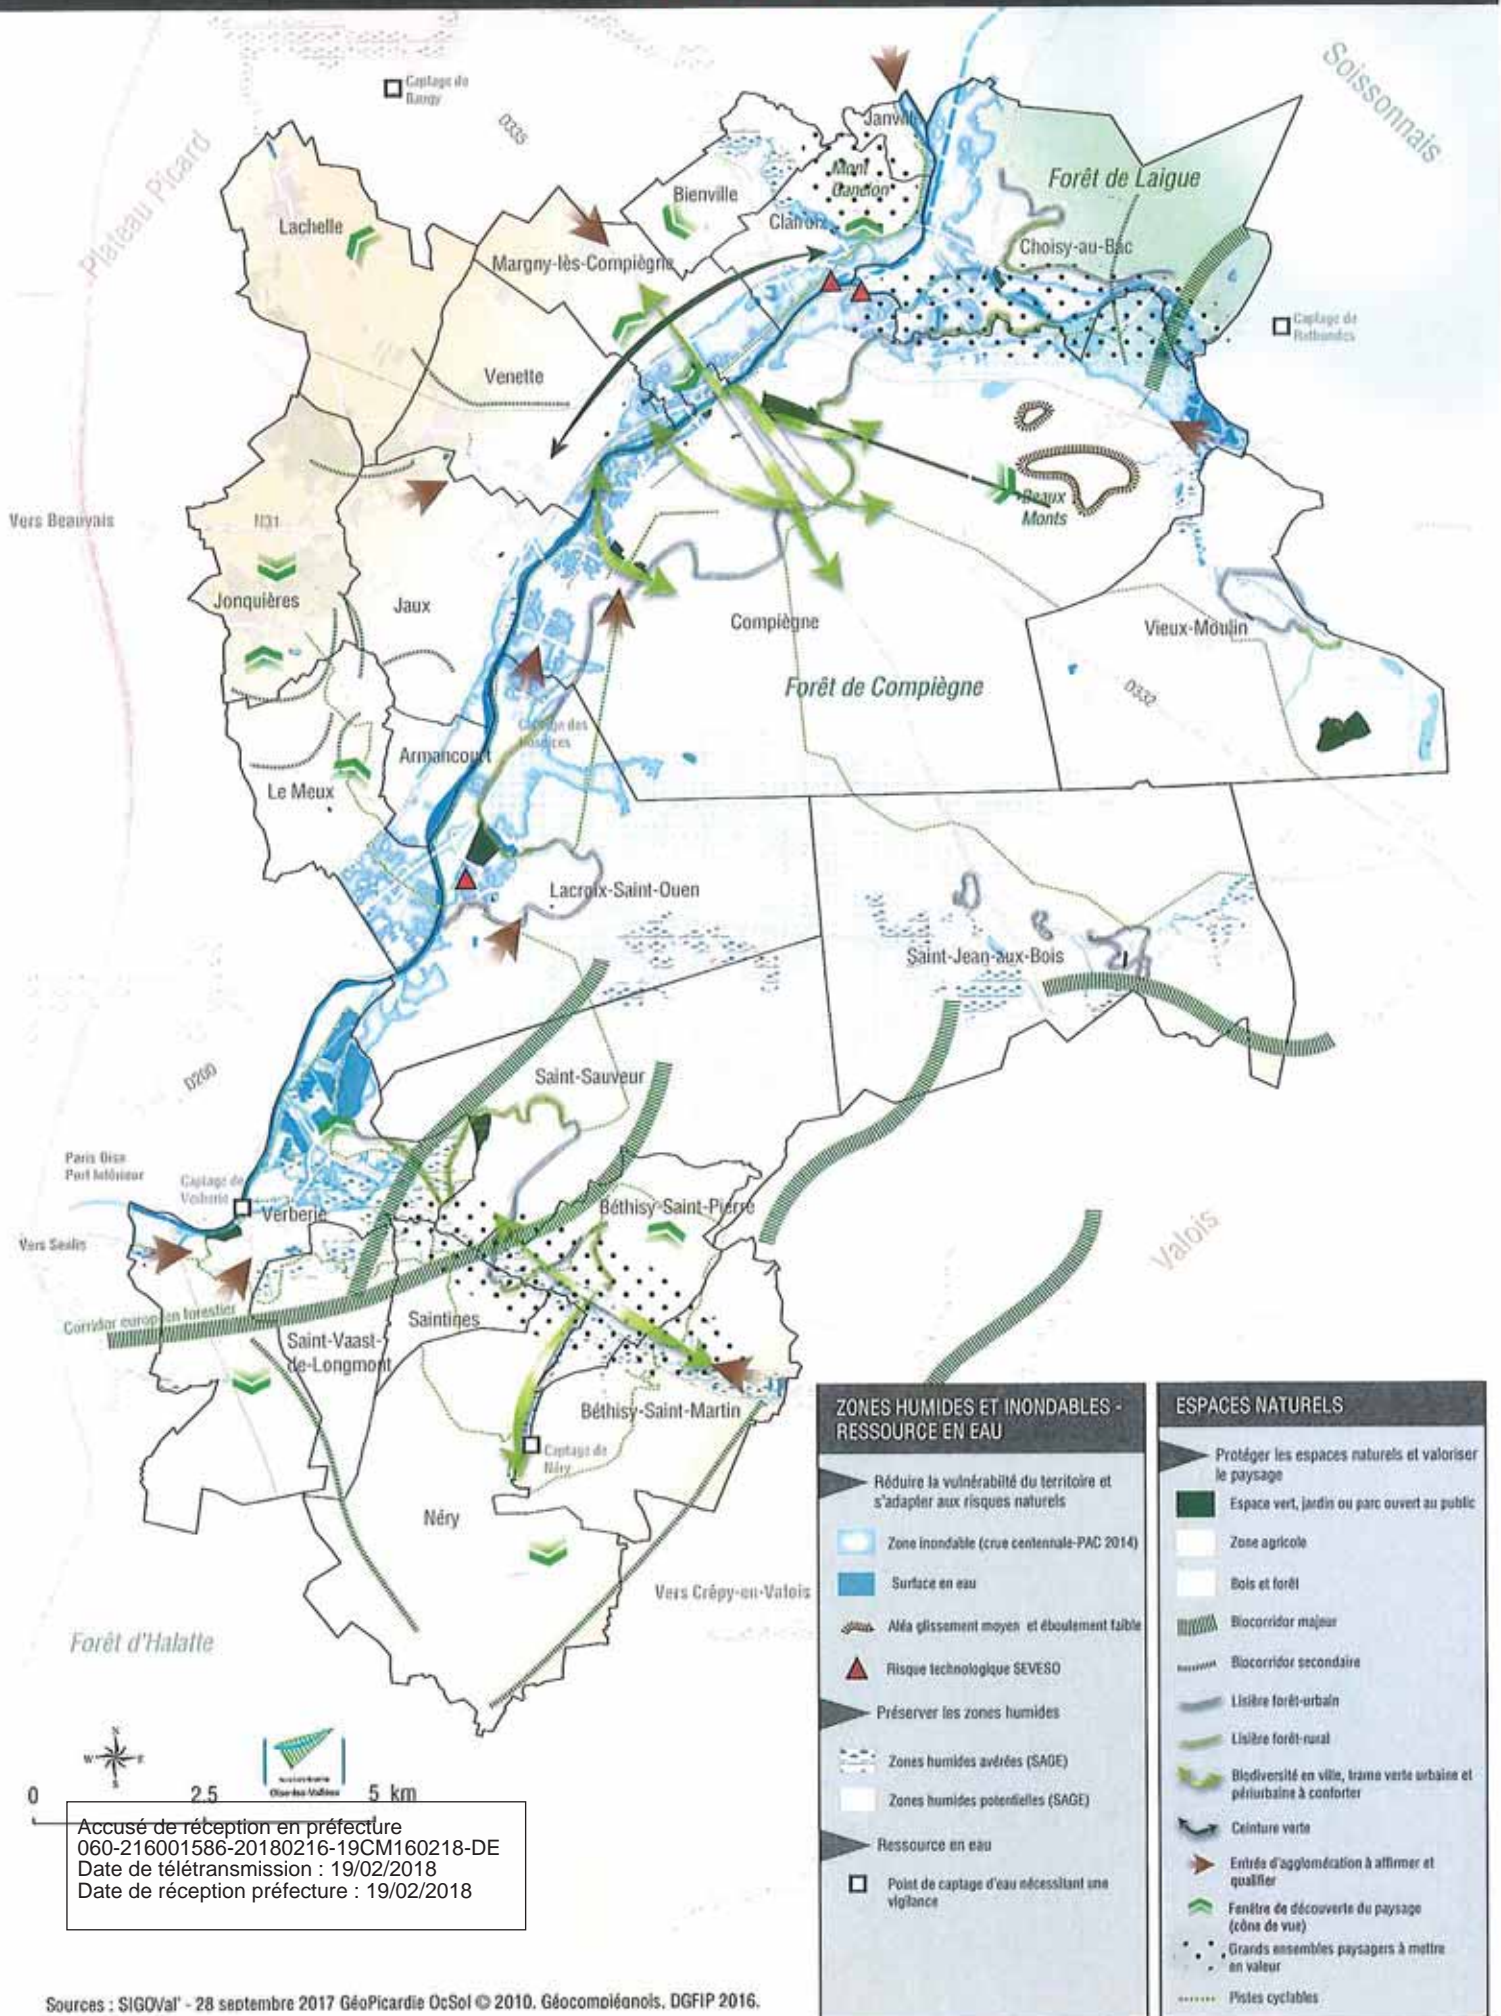 Soissonnais
Captage de
Baugy
D335
Plateau Picard
Janville
Mont
Ganelon
Bienville
Clairoix
Forêt de Laigue
Lachelle
Choisy-au-Bac
Margny-lès-Compiègne
Captage de
Rethondes
Venette
Beaux
Monts
Vers Beauvais
N31
Jonquières
Jaux
Compiègne
Vieux-Moulin
Forêt de Compiègne
D332
Captage des
Hospices
Armancourt
Le Meux
Lacroix-Saint-Ouen
Saint-Jean-aux-Bois
D200
Saint-Sauveur
Paris Oise
Port Intérieur
Captage de
Verberie
Verberie
Béthisy-Saint-Pierre
Vers Senlis
Valois
Corridor européen forestier
Saintines
Saint-Vaast-
de-Longmont
Béthisy-Saint-Martin
Captage de
Néry
Néry
Vers Crépy-en-Valois
Forêt d'Halatte
ZONES HUMIDES ET INONDABLES -
RESSOURCE EN EAU
Réduire la vulnérabilité du territoire et
s'adapter aux risques naturels
Zone inondable (crue centennale-PAC 2014)
Surface en eau
Aléa glissement moyen et éboulement faible
Risque technologique SEVESO
Préserver les zones humides
Zones humides avérées (SAGE)
Zones humides potentielles (SAGE)
Ressource en eau
Point de captage d'eau nécessitant une
vigilance
ESPACES NATURELS
Protéger les espaces naturels et valoriser
le paysage
Espace vert, jardin ou parc ouvert au public
Zone agricole
Bois et forêt
Biocorridor majeur
Biocorridor secondaire
Lisière forêt-urbain
Lisière forêt-rural
Biodiversité en ville, trame verte urbaine et
périurbaine à conforter
Ceinture verte
Entrée d'agglomération à affirmer et
qualifier
Fenêtre de découverte du paysage
(cône de vue)
Grands ensembles paysagers à mettre
en valeur
Pistes cyclables
N
W E
S
Oise-les-Vallées
0 2.5 5 km
Accusé de réception en préfecture
060-216001586-20180216-19CM160218-DE
Date de télétransmission : 19/02/2018
Date de réception préfecture : 19/02/2018
Sources : SIGOVal' - 28 septembre 2017 GéoPicardie OcSol © 2010, Géocompiégnois, DGFIP 2016.